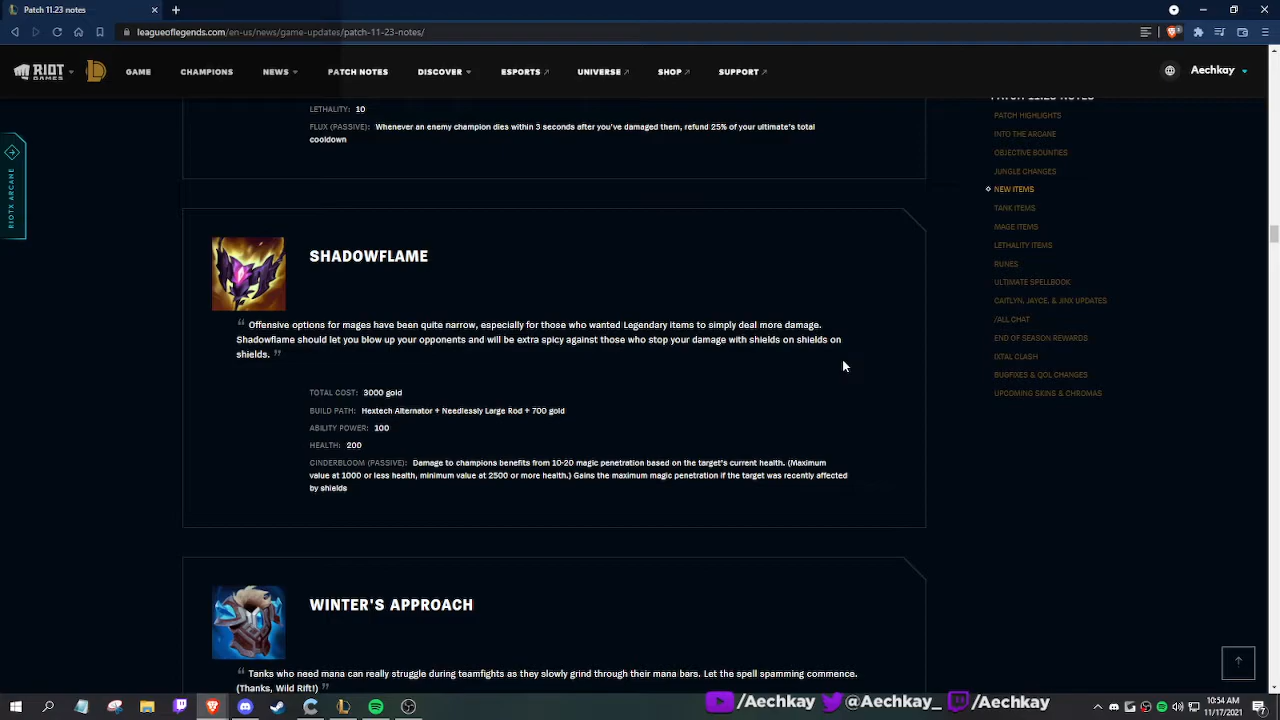 Patch 11.23 notes
leagueoflegends.com/en-us/news/game-updates/patch-11-23-notes/
RIOT GAMES
GAME
CHAMPIONS
NEWS
PATCH NOTES
DISCOVER
ESPORTS
UNIVERSE
SHOP
SUPPORT
Aechkay
LETHALITY: 10
FLUX (PASSIVE): Whenever an enemy champion dies within 3 seconds after you've damaged them, refund 25% of your ultimate's total
cooldown
RIOTX ARCANE
SHADOWFLAME
“ Offensive options for mages have been quite narrow, especially for those who wanted Legendary items to simply deal more damage.
Shadowflame should let you blow up your opponents and will be extra spicy against those who stop your damage with shields on shields on
shields. ”
TOTAL COST: 3000 gold
BUILD PATH: Hextech Alternator + Needlessly Large Rod + 700 gold
ABILITY POWER: 100
HEALTH: 200
CINDERBLOOM (PASSIVE): Damage to champions benefits from 10-20 magic penetration based on the target's current health. (Maximum
value at 1000 or less health, minimum value at 2500 or more health.) Gains the maximum magic penetration if the target was recently affected
by shields
WINTER'S APPROACH
“ Tanks who need mana can really struggle during teamfights as they slowly grind down their mana bars. Let the spell spamming commence.
(Thanks, Wild Rift!) ”
PATCH 11.23 NOTES
PATCH HIGHLIGHTS
INTO THE ARCANE
OBJECTIVE BOUNTIES
JUNGLE CHANGES
NEW ITEMS
TANK ITEMS
MAGE ITEMS
LETHALITY ITEMS
RUNES
ULTIMATE SPELLBOOK
CAITLYN, JAYCE, & JINX UPDATES
/ALL CHAT
END OF SEASON REWARDS
IXTAL CLASH
BUGFIXES & QOL CHANGES
UPCOMING SKINS & CHROMAS
/Aechkay
@Aechkay_
/Aechkay
10:54 AM
11/17/2021